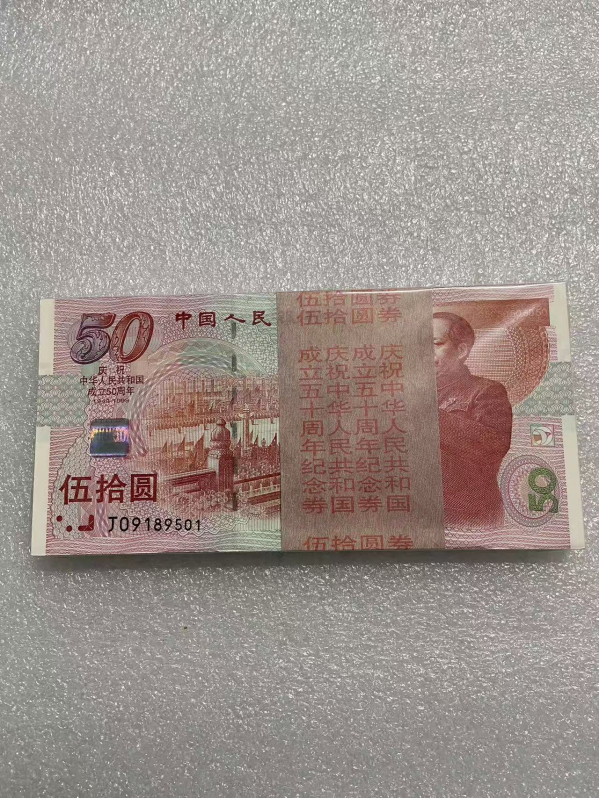 50
中国人民
庆祝
中华人民共和国
成立50周年
1949-1999
伍拾圆
J09189501
伍拾圆券
伍拾圆券
庆祝中华人民共和国
成立五十周年纪念券
庆祝中华人民共和国
成立五十周年纪念券
伍拾圆券
50